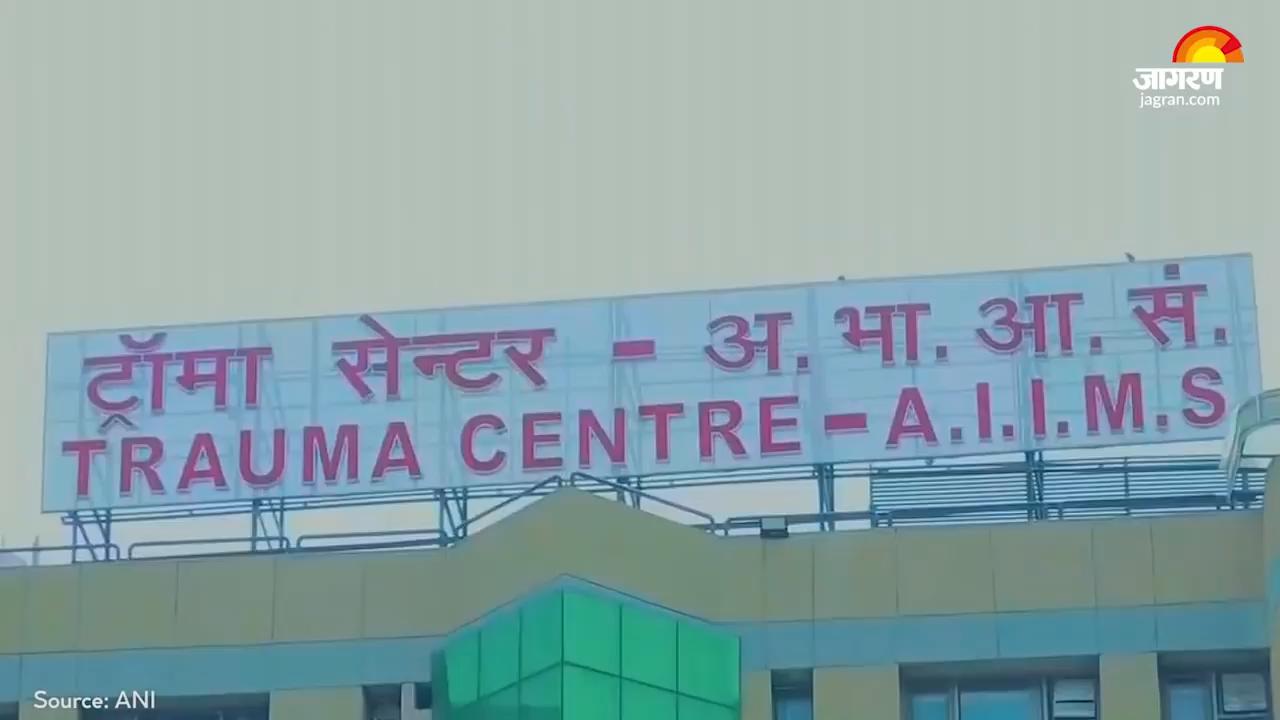 जागरण
jagran.com
ट्रॉमा सेन्टर - अ. भा. आ. सं.
TRAUMA CENTRE - A.I.I.M.S
Source: ANI